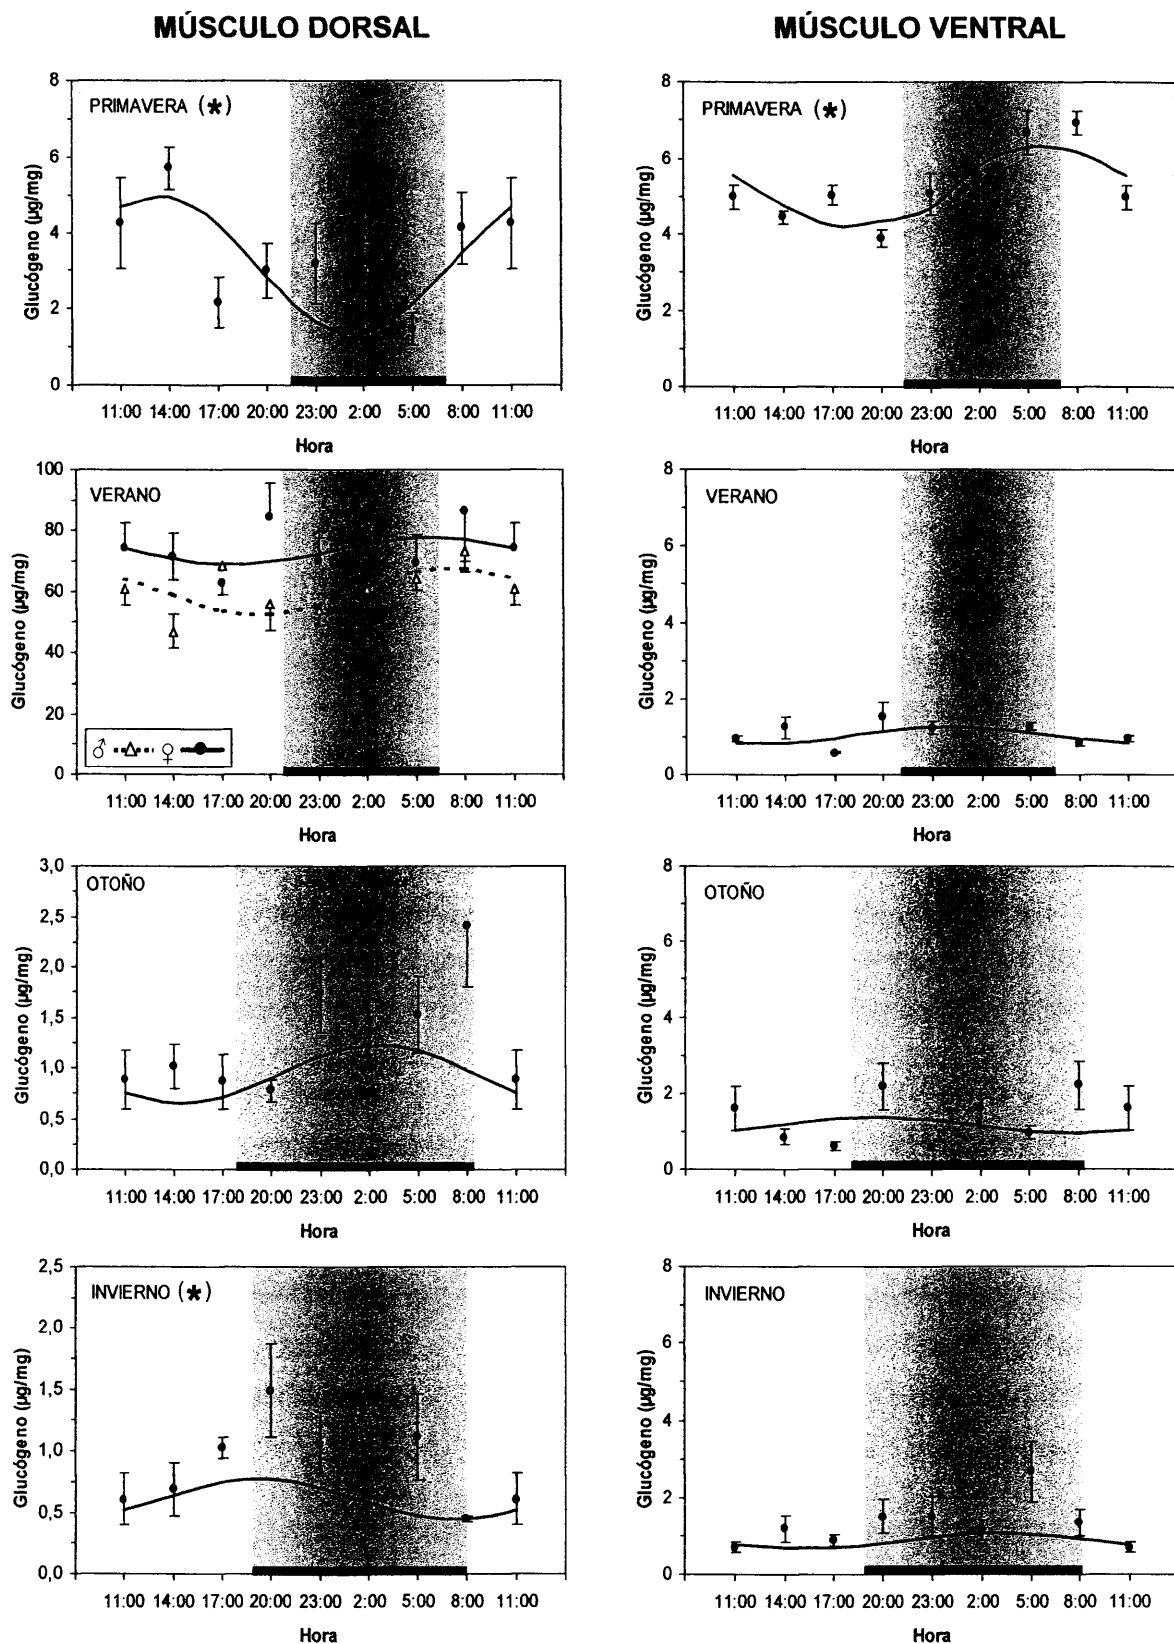 MÚSCULO DORSAL
MÚSCULO VENTRAL
PRIMAVERA (*)
Glucógeno (µg/mg)
8
6
4
2
0
11:00 14:00 17:00 20:00 23:00 2:00 5:00 8:00 11:00
Hora
PRIMAVERA (*)
Glucógeno (µg/mg)
8
6
4
2
0
11:00 14:00 17:00 20:00 23:00 2:00 5:00 8:00 11:00
Hora
VERANO
Glucógeno (µg/mg)
100
80
60
40
20
0
♂ ♀
11:00 14:00 17:00 20:00 23:00 2:00 5:00 8:00 11:00
Hora
VERANO
Glucógeno (µg/mg)
8
6
4
2
0
11:00 14:00 17:00 20:00 23:00 2:00 5:00 8:00 11:00
Hora
OTOÑO
Glucógeno (µg/mg)
3,0
2,5
2,0
1,5
1,0
0,5
0,0
11:00 14:00 17:00 20:00 23:00 2:00 5:00 8:00 11:00
Hora
OTOÑO
Glucógeno (µg/mg)
8
6
4
2
0
11:00 14:00 17:00 20:00 23:00 2:00 5:00 8:00 11:00
Hora
INVIERNO (*)
Glucógeno (µg/mg)
2,5
2,0
1,5
1,0
0,5
0,0
11:00 14:00 17:00 20:00 23:00 2:00 5:00 8:00 11:00
Hora
INVIERNO
Glucógeno (µg/mg)
8
6
4
2
0
11:00 14:00 17:00 20:00 23:00 2:00 5:00 8:00 11:00
Hora